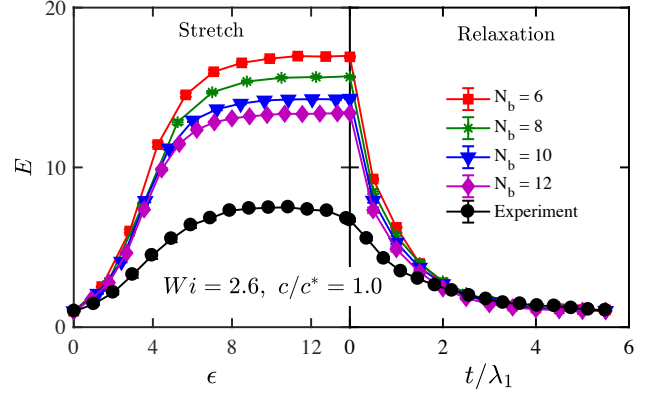 20
10
0
E
Stretch
Relaxation
N_b = 6
N_b = 8
N_b = 10
N_b = 12
Experiment
Wi = 2.6, c/c* = 1.0
0 4 8 12 0 2 4 6
ϵ t/λ₁